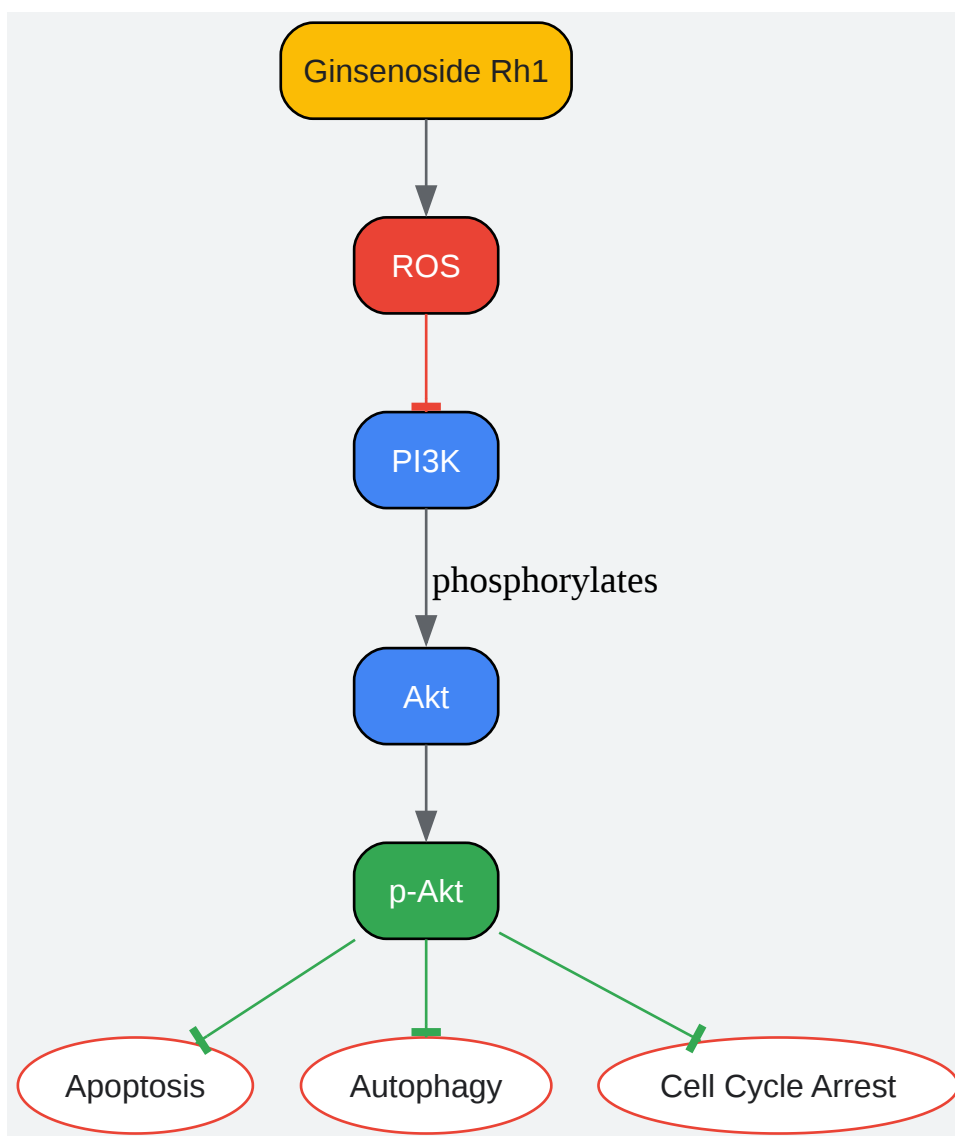 Ginsenoside Rh1
ROS
PI3K
phosphorylates
Akt
p-Akt
Apoptosis
Autophagy
Cell Cycle Arrest